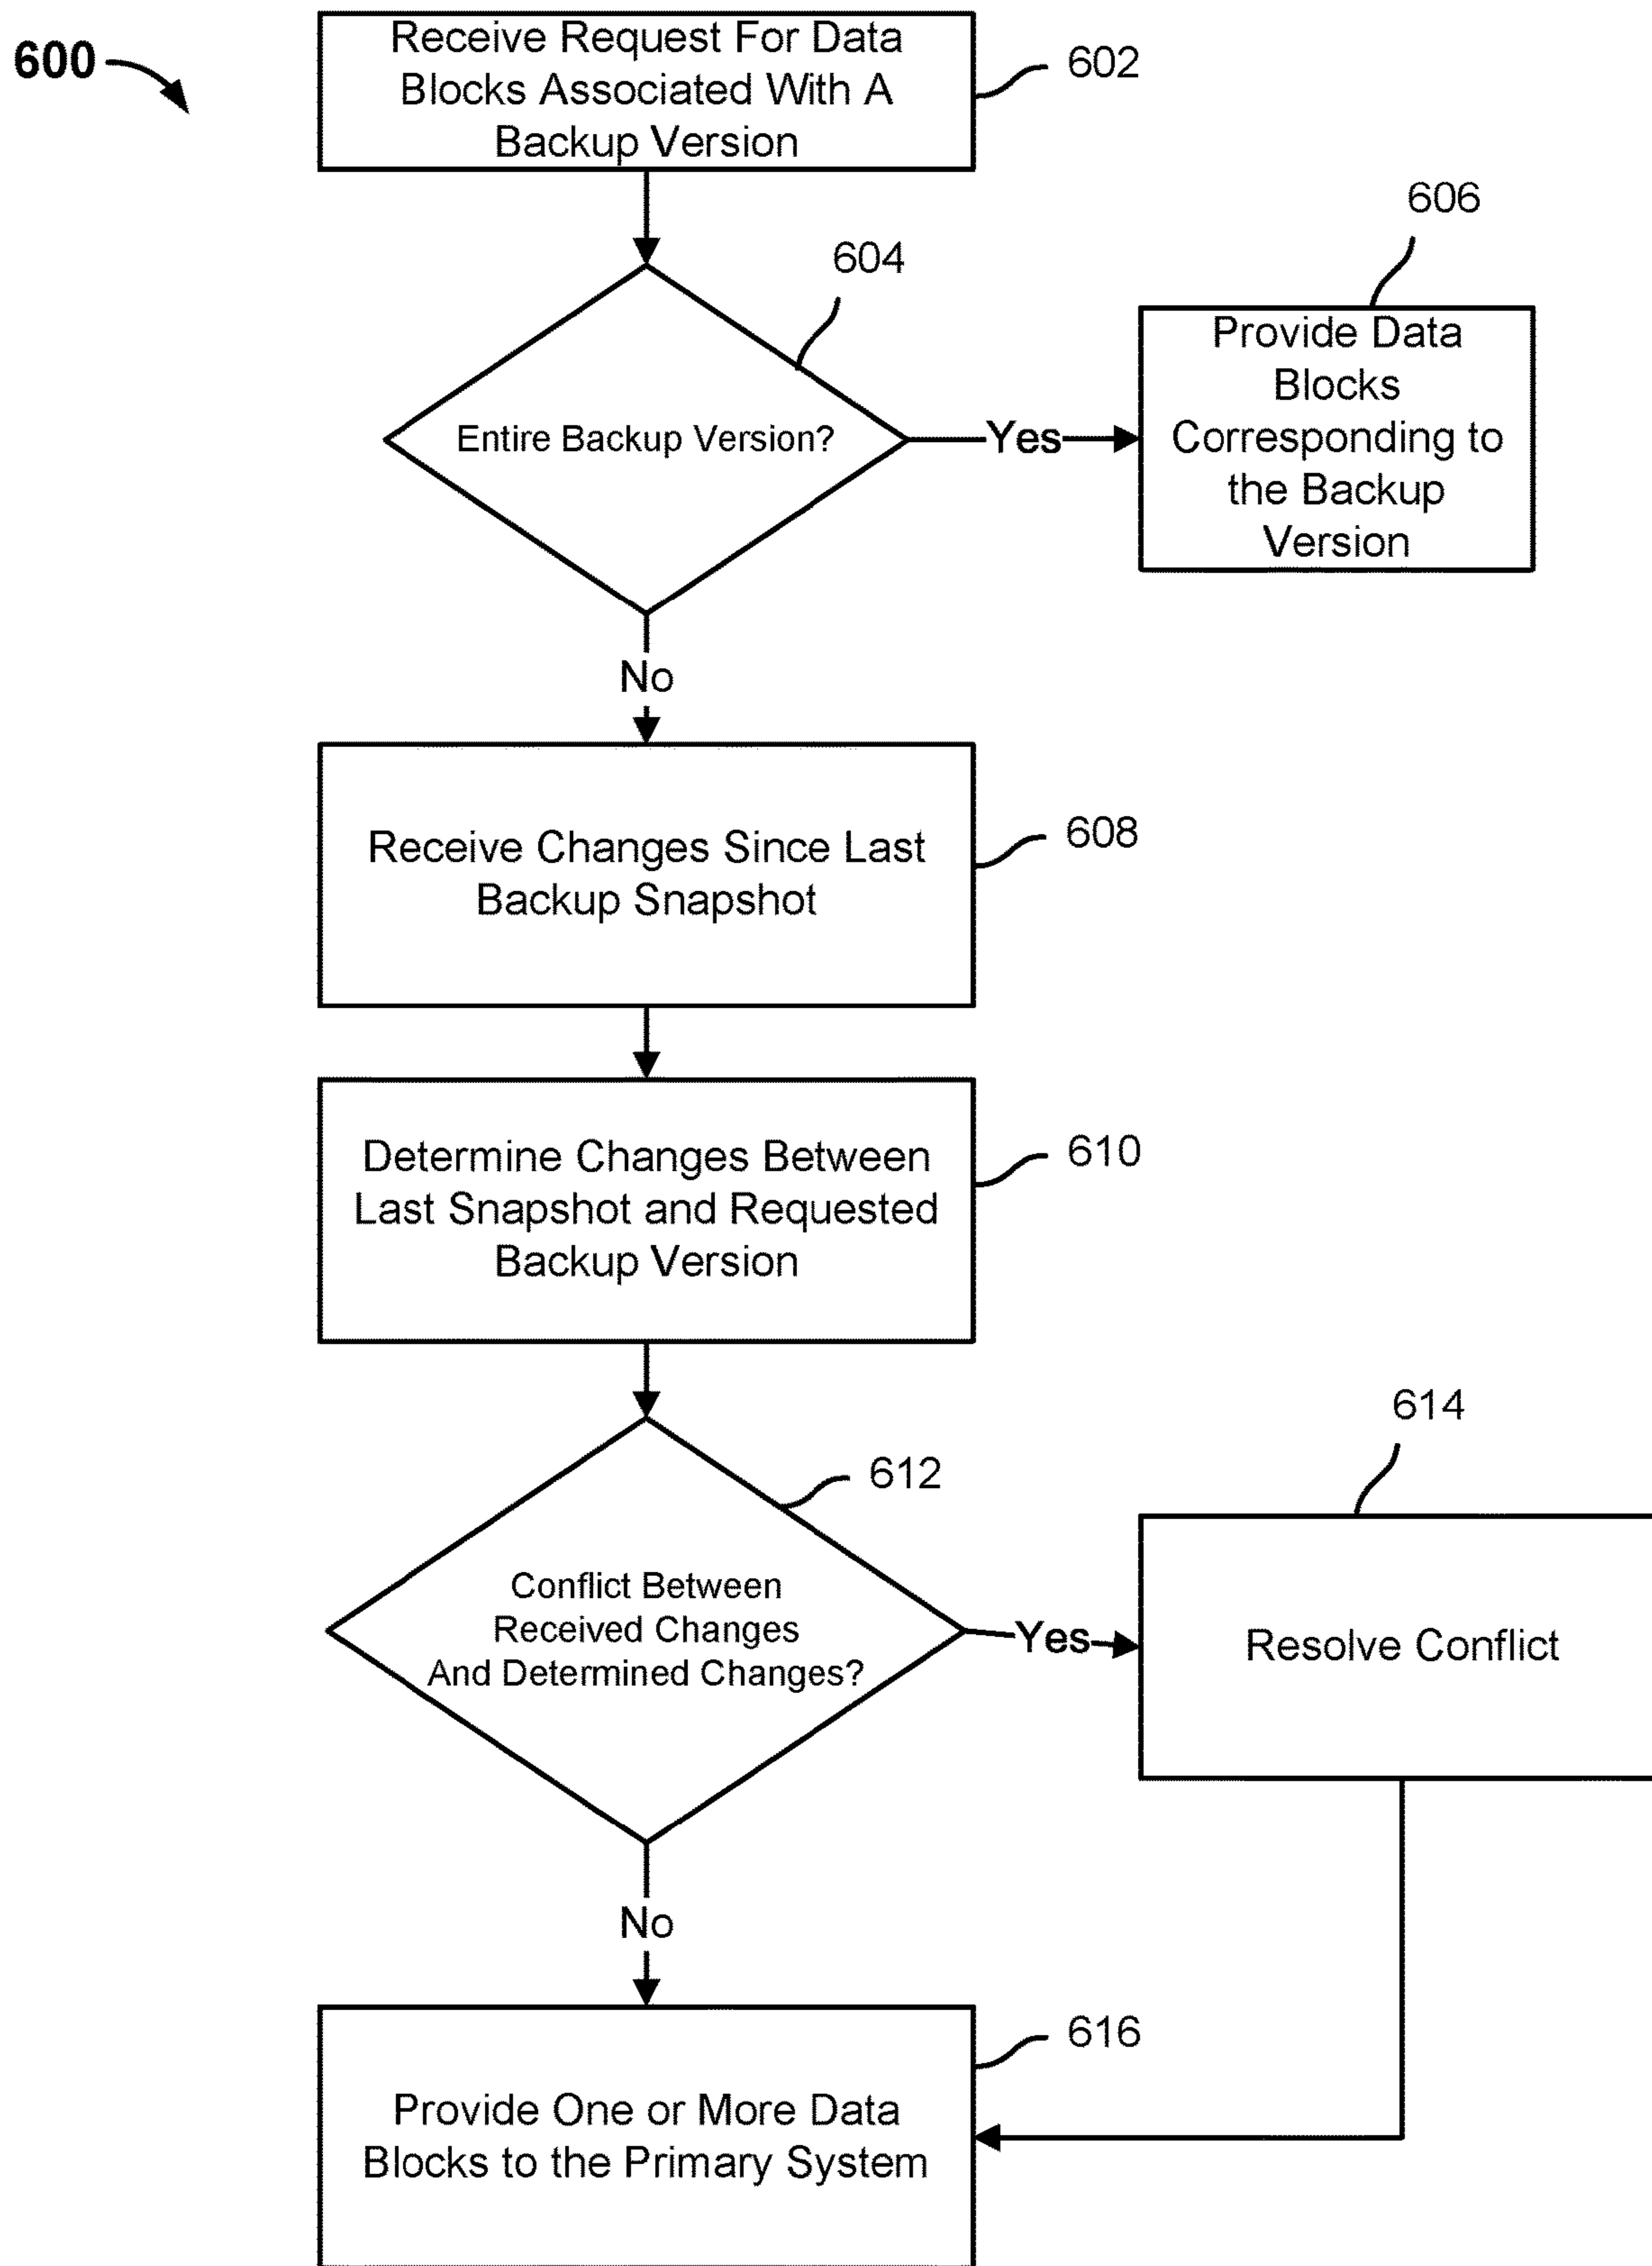 600
Receive Request For Data
Blocks Associated With A
Backup Version
602
604
Entire Backup Version?
Yes
606
Provide Data
Blocks
Corresponding to
the Backup
Version
No
Receive Changes Since Last
Backup Snapshot
608
Determine Changes Between
Last Snapshot and Requested
Backup Version
610
612
Conflict Between
Received Changes
And Determined Changes?
Yes
614
Resolve Conflict
No
616
Provide One or More Data
Blocks to the Primary System